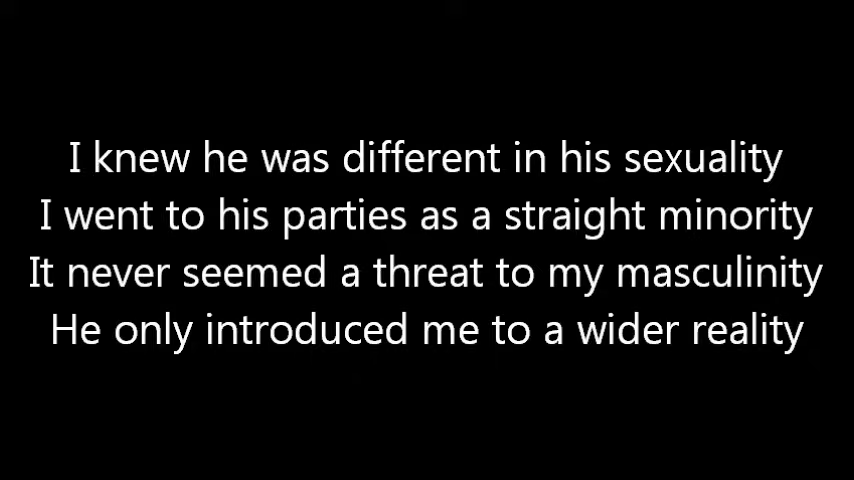 I knew he was different in his sexuality
I went to his parties as a straight minority
It never seemed a threat to my masculinity
He only introduced me to a wider reality